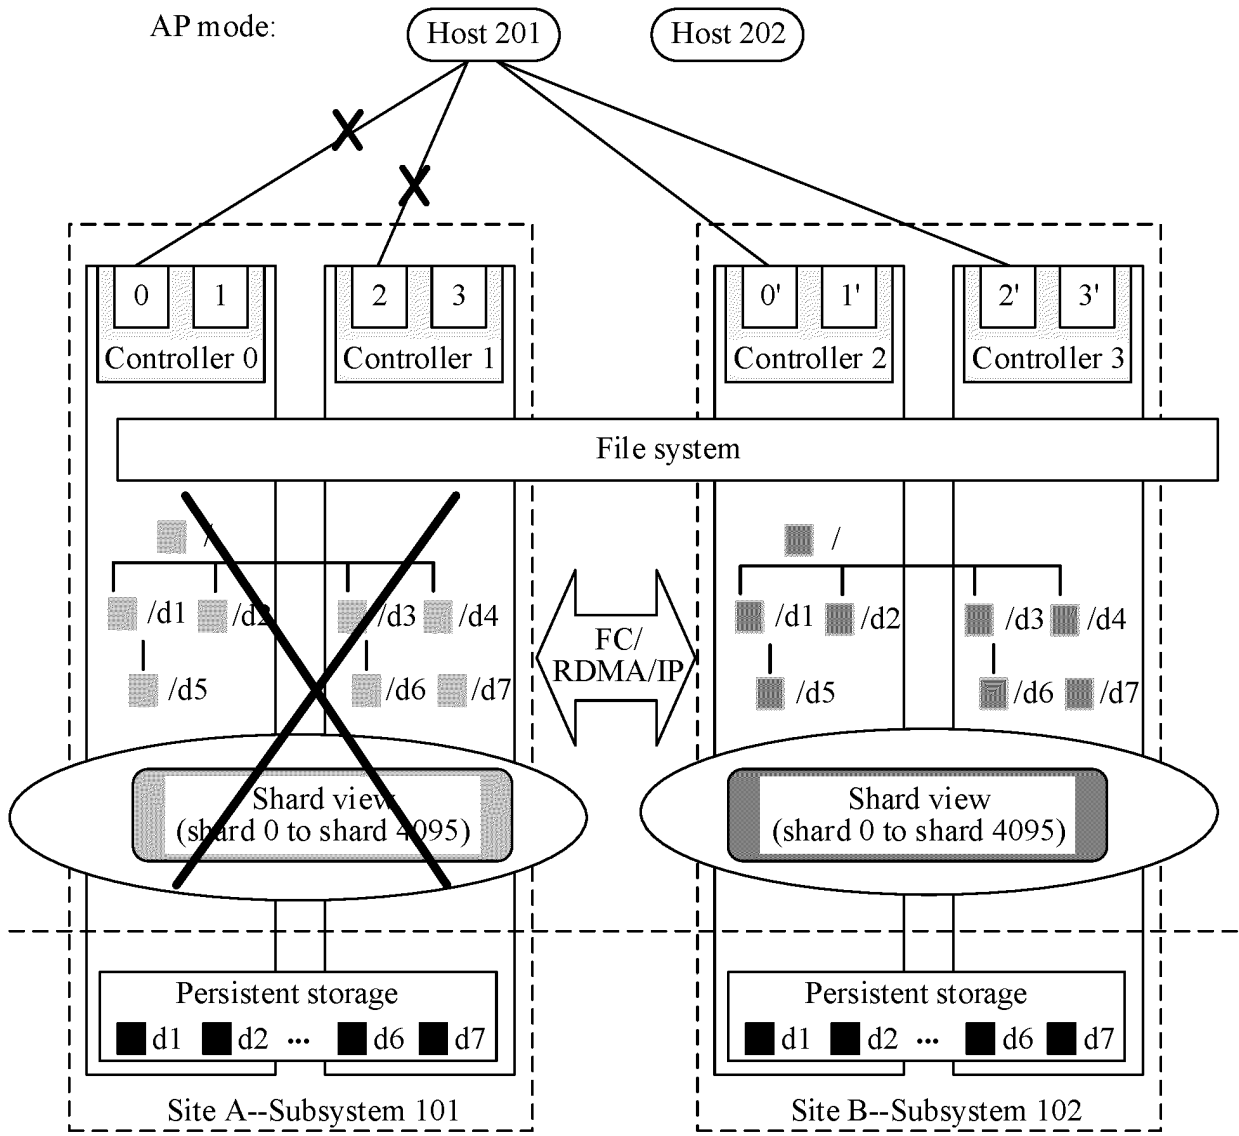 AP mode:
Host 201
Host 202
0
1
2
3
0'
1'
2'
3'
Controller 0
Controller 1
Controller 2
Controller 3
File system
/
/
/d1
/d2
/d3
/d4
/d1
/d2
/d3
/d4
/d5
/d6
/d7
/d5
/d6
/d7
FC/
RDMA/IP
Shard view
(shard 0 to shard 4095)
Shard view
(shard 0 to shard 4095)
Persistent storage
d1
d2
...
d6
d7
Persistent storage
d1
d2
...
d6
d7
Site A--Subsystem 101
Site B--Subsystem 102